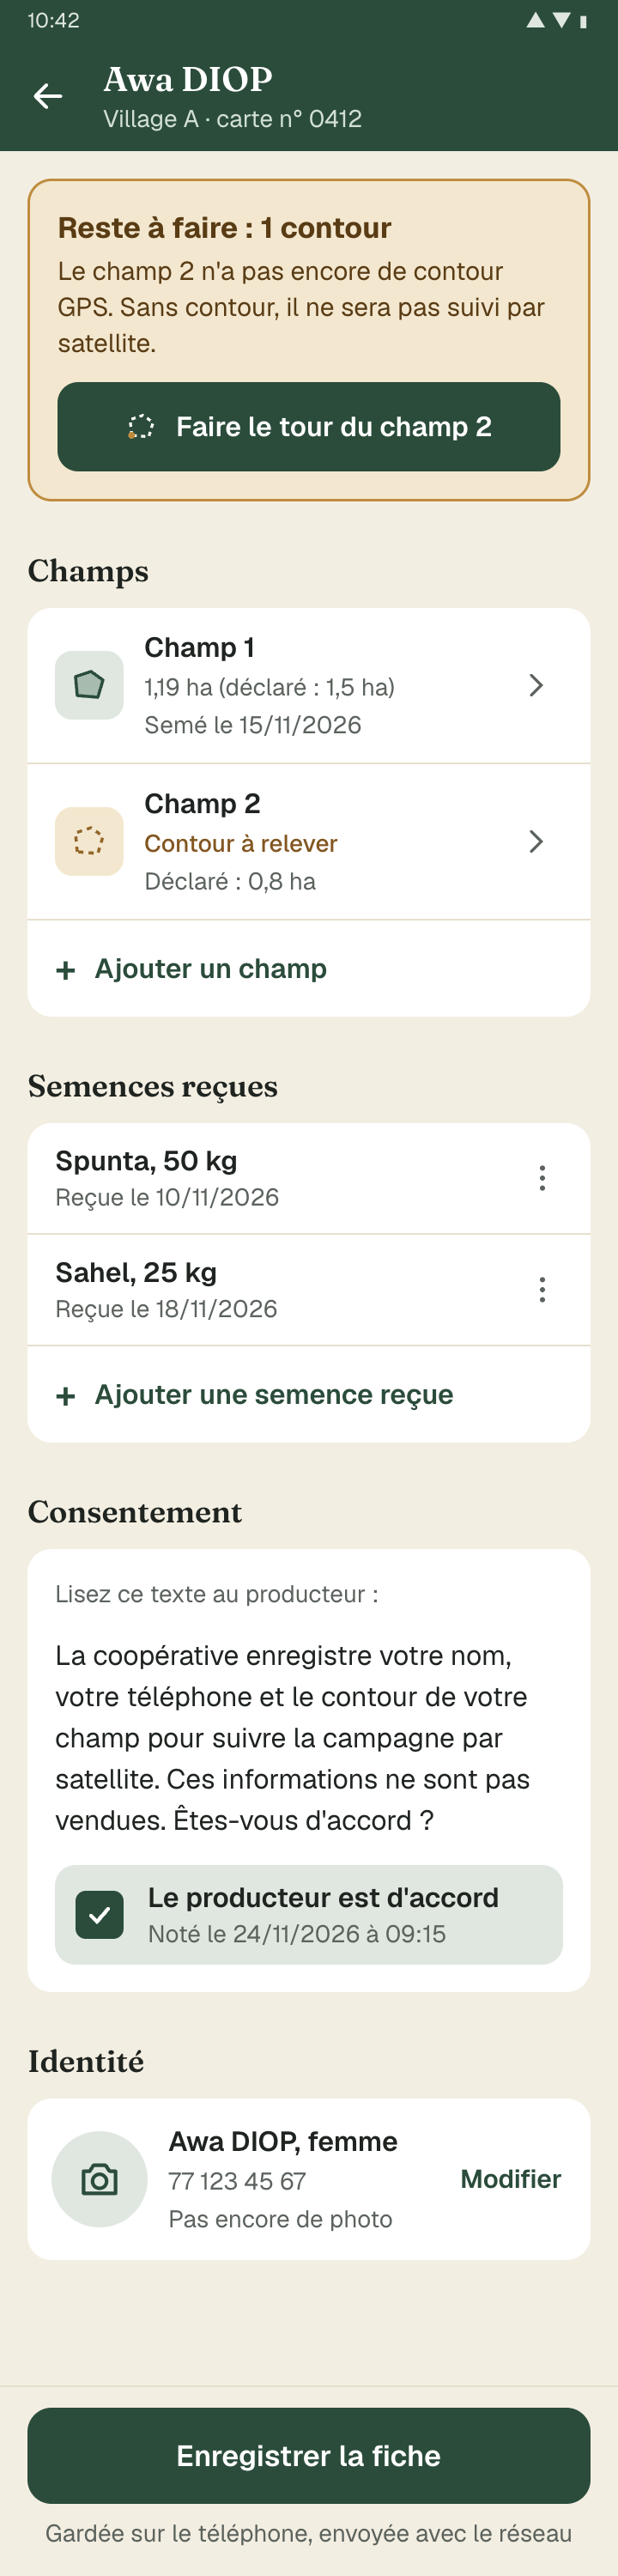 10:42
Awa DIOP
Village A · carte n° 0412
Reste à faire : 1 contour
Le champ 2 n'a pas encore de contour
GPS. Sans contour, il ne sera pas suivi par
satellite.
Faire le tour du champ 2
Champs
Champ 1
1,19 ha (déclaré : 1,5 ha)
Semé le 15/11/2026
Champ 2
Contour à relever
Déclaré : 0,8 ha
+ Ajouter un champ
Semences reçues
Spunta, 50 kg
Reçue le 10/11/2026
Sahel, 25 kg
Reçue le 18/11/2026
+ Ajouter une semence reçue
Consentement
Lisez ce texte au producteur :
La coopérative enregistre votre nom,
votre téléphone et le contour de votre
champ pour suivre la campagne par
satellite. Ces informations ne sont pas
vendues. Êtes-vous d'accord ?
Le producteur est d'accord
Noté le 24/11/2026 à 09:15
Identité
Awa DIOP, femme
77 123 45 67
Pas encore de photo
Modifier
Enregistrer la fiche
Gardée sur le téléphone, envoyée avec le réseau